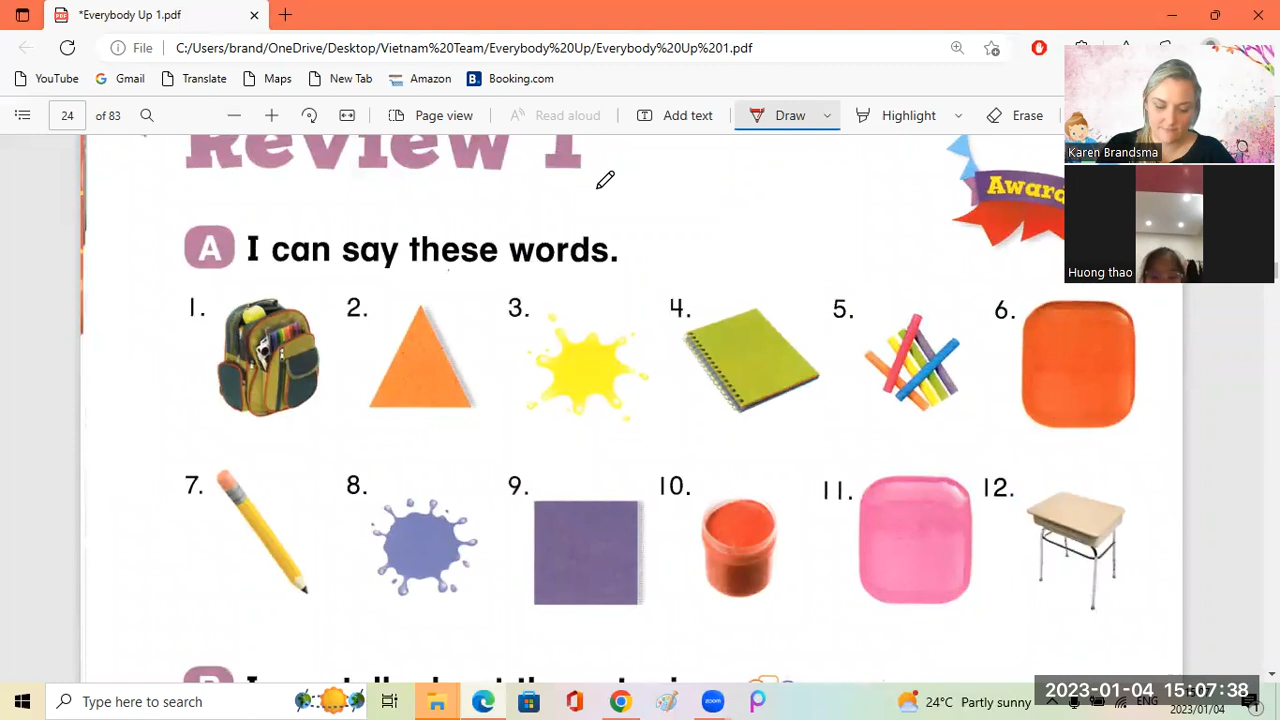 *Everybody Up 1.pdf
File
C:/Users/brand/OneDrive/Desktop/Vietnam%20Team/Everybody%20Up/Everybody%20Up%201.pdf
YouTube Gmail Translate Maps New Tab Amazon Booking.com
24 of 83 Page view Read aloud Add text Draw Highlight Erase
Karen Brandsma
Huong thao
Review 1
Award
A I can say these words.
1. 2. 3. 4. 5. 6.
7. 8. 9. 10. 11. 12.
Type here to search
24°C Partly sunny
ENG
2023-01-04 15:07:38
2023/01/04